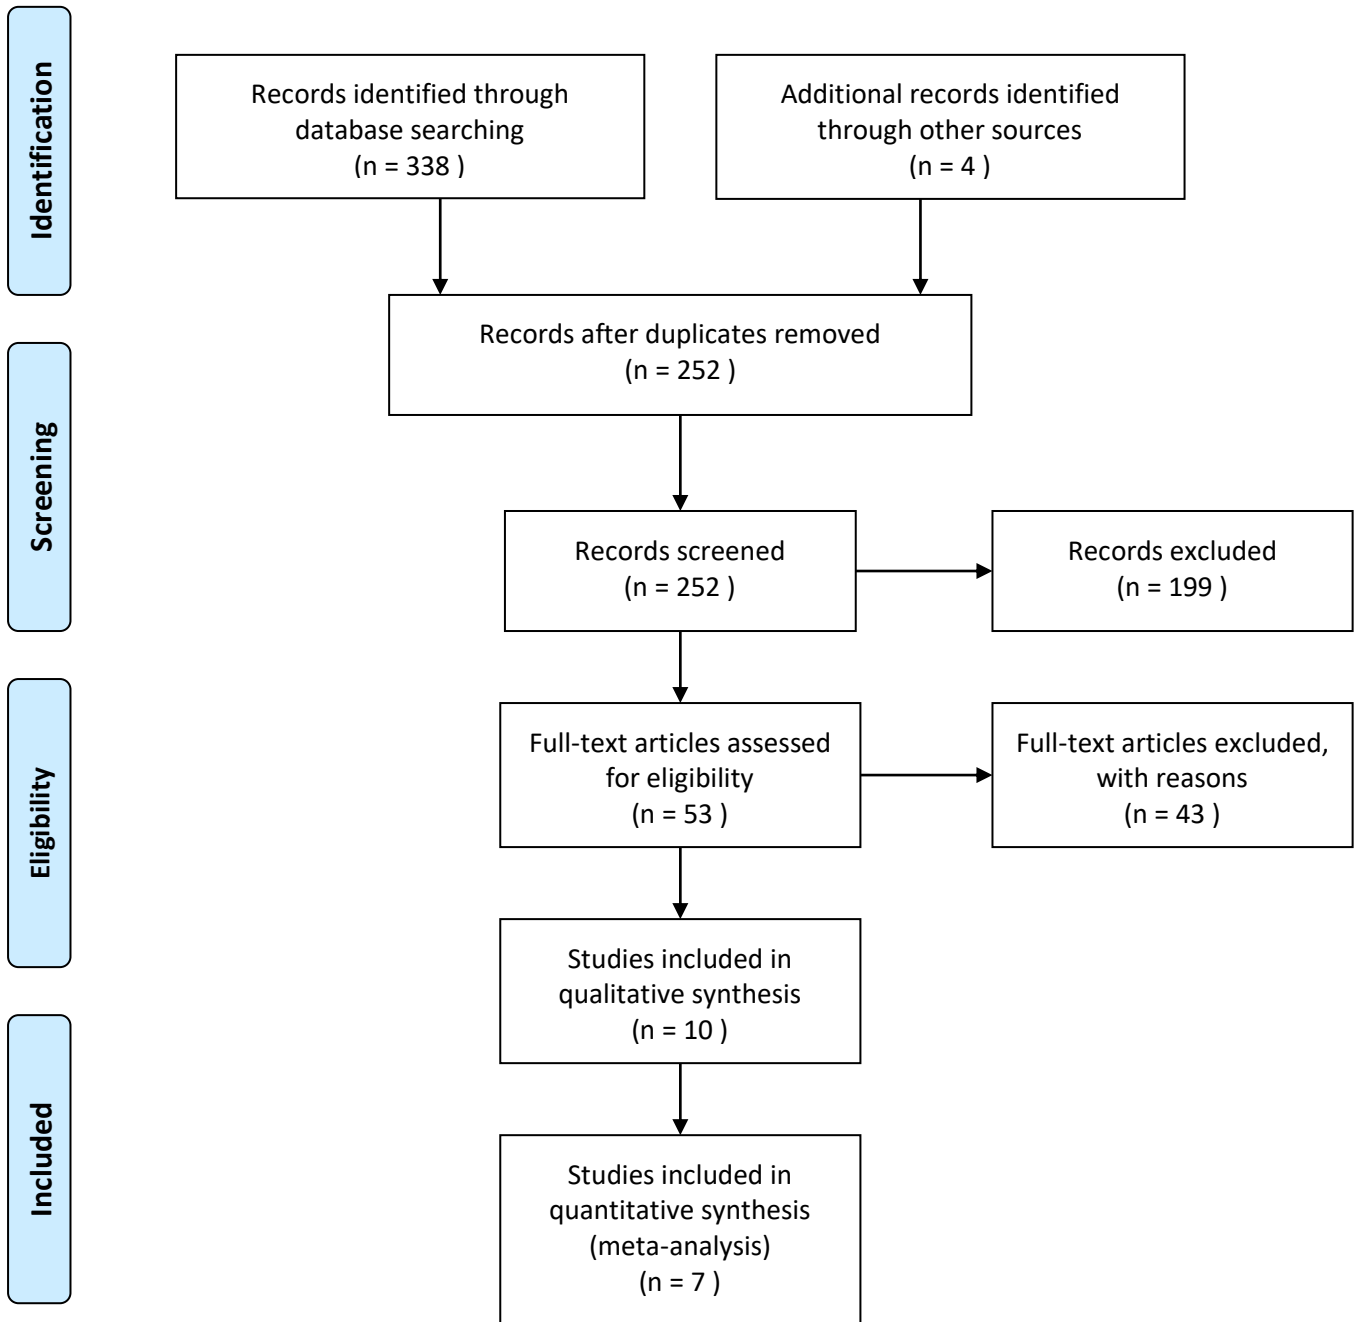 Identification
Records identified through
database searching
(n = 338 )
Additional records identified
through other sources
(n = 4 )
Records after duplicates removed
(n = 252 )
Screening
Records screened
(n = 252 )
Records excluded
(n = 199 )
Eligibility
Full-text articles assessed
for eligibility
(n = 53 )
Full-text articles excluded,
with reasons
(n = 43 )
Studies included in
qualitative synthesis
(n = 10 )
Included
Studies included in
quantitative synthesis
(meta-analysis)
(n = 7 )